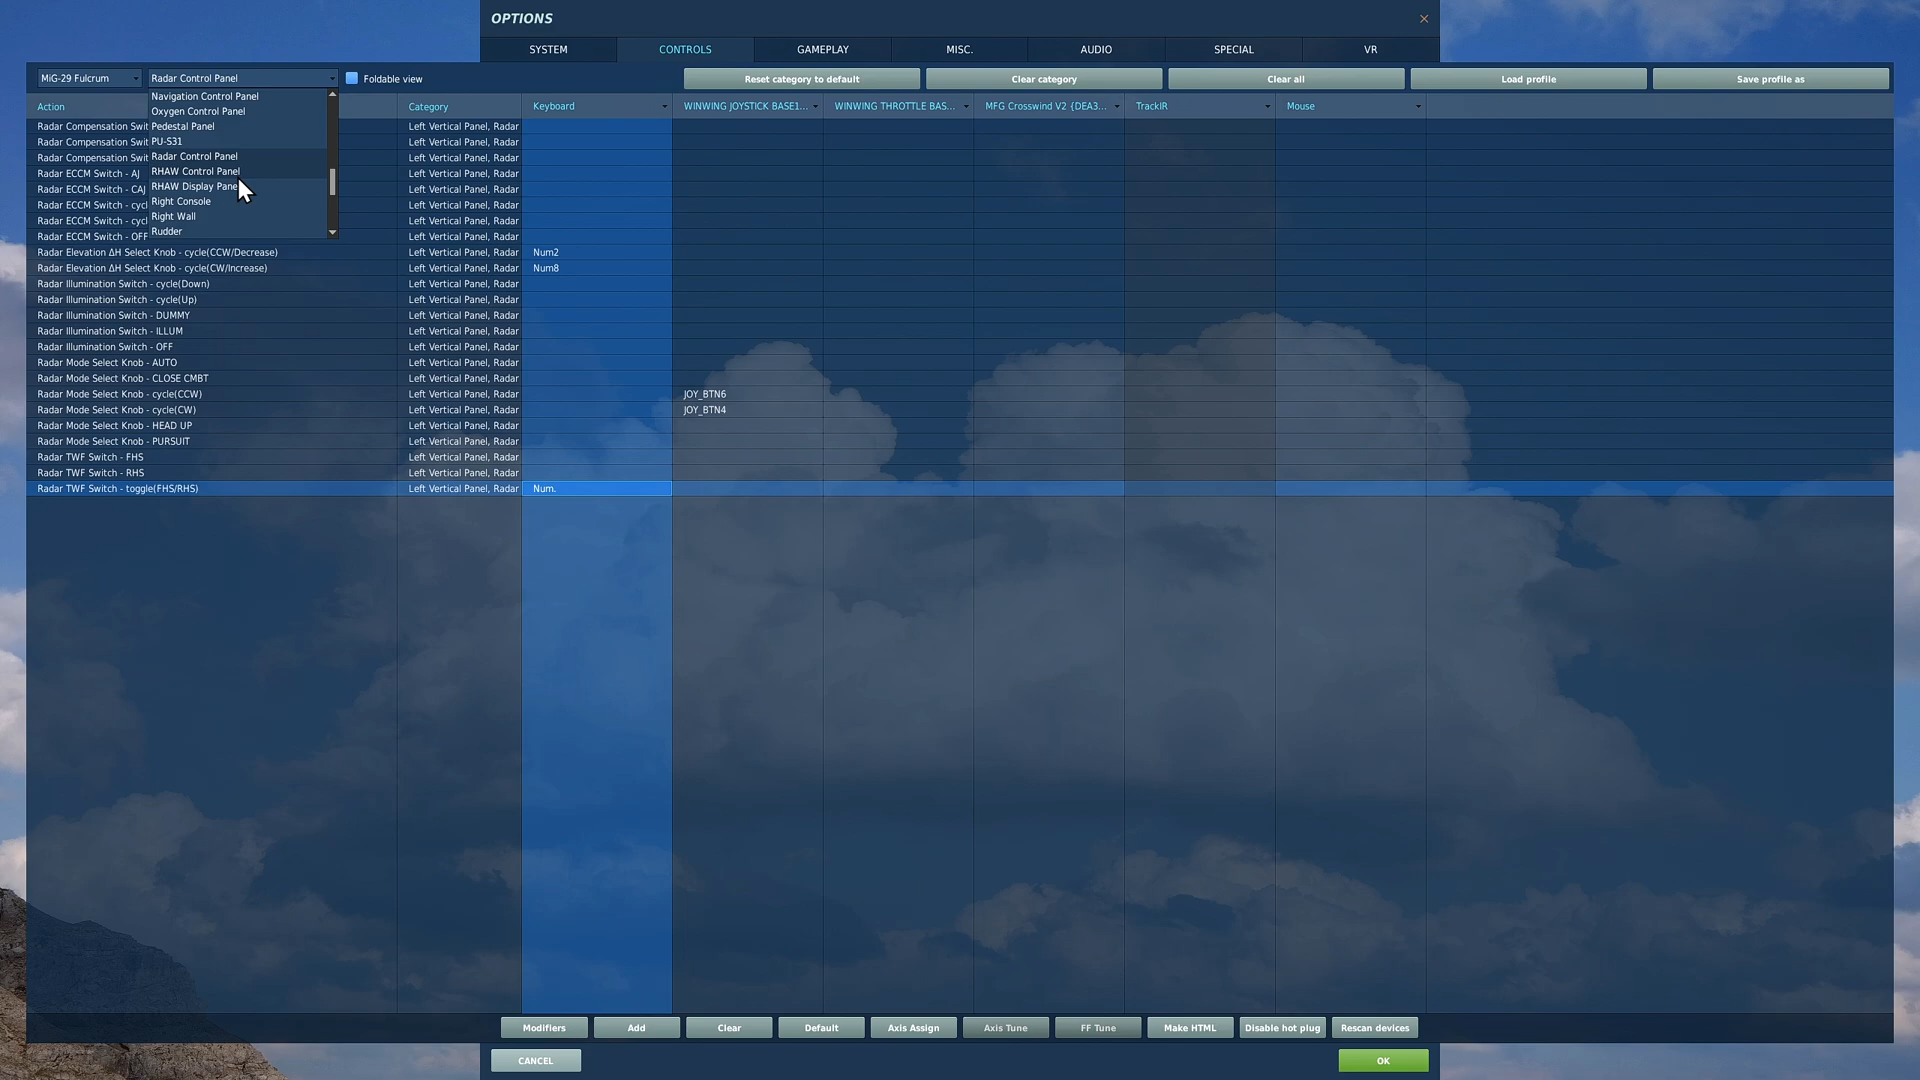 OPTIONS
SYSTEM CONTROLS GAMEPLAY MISC. AUDIO SPECIAL VR
MiG-29 Fulcrum Radar Control Panel Foldable view Reset category to default Clear category Clear all Load profile Save profile as
Navigation Control Panel
Oxygen Control Panel
Pedestal Panel
PU-S31
Radar Control Panel
RHAW Control Panel
RHAW Display Pane
Right Console
Right Wall
Rudder
Action Category Keyboard WINWING JOYSTICK BASE1... WINWING THROTTLE BAS... MFG Crosswind V2 {DEA3... TrackIR Mouse
Radar Compensation Swit Left Vertical Panel, Radar
Radar Compensation Swit Left Vertical Panel, Radar
Radar Compensation Swit Left Vertical Panel, Radar
Radar ECCM Switch - AJ Left Vertical Panel, Radar
Radar ECCM Switch - CAJ Left Vertical Panel, Radar
Radar ECCM Switch - cycl Left Vertical Panel, Radar
Radar ECCM Switch - cycl Left Vertical Panel, Radar
Radar ECCM Switch - OFF Left Vertical Panel, Radar
Radar Elevation ΔH Select Knob - cycle(CCW/Decrease) Left Vertical Panel, Radar Num2
Radar Elevation ΔH Select Knob - cycle(CW/Increase) Left Vertical Panel, Radar Num8
Radar Illumination Switch - cycle(Down) Left Vertical Panel, Radar
Radar Illumination Switch - cycle(Up) Left Vertical Panel, Radar
Radar Illumination Switch - DUMMY Left Vertical Panel, Radar
Radar Illumination Switch - ILLUM Left Vertical Panel, Radar
Radar Illumination Switch - OFF Left Vertical Panel, Radar
Radar Mode Select Knob - AUTO Left Vertical Panel, Radar
Radar Mode Select Knob - CLOSE CMBT Left Vertical Panel, Radar
Radar Mode Select Knob - cycle(CCW) Left Vertical Panel, Radar JOY_BTN6
Radar Mode Select Knob - cycle(CW) Left Vertical Panel, Radar JOY_BTN4
Radar Mode Select Knob - HEAD UP Left Vertical Panel, Radar
Radar Mode Select Knob - PURSUIT Left Vertical Panel, Radar
Radar TWF Switch - FHS Left Vertical Panel, Radar
Radar TWF Switch - RHS Left Vertical Panel, Radar
Radar TWF Switch - toggle(FHS/RHS) Left Vertical Panel, Radar Num.
Modifiers Add Clear Default Axis Assign Axis Tune FF Tune Make HTML Disable hot plug Rescan devices
CANCEL OK